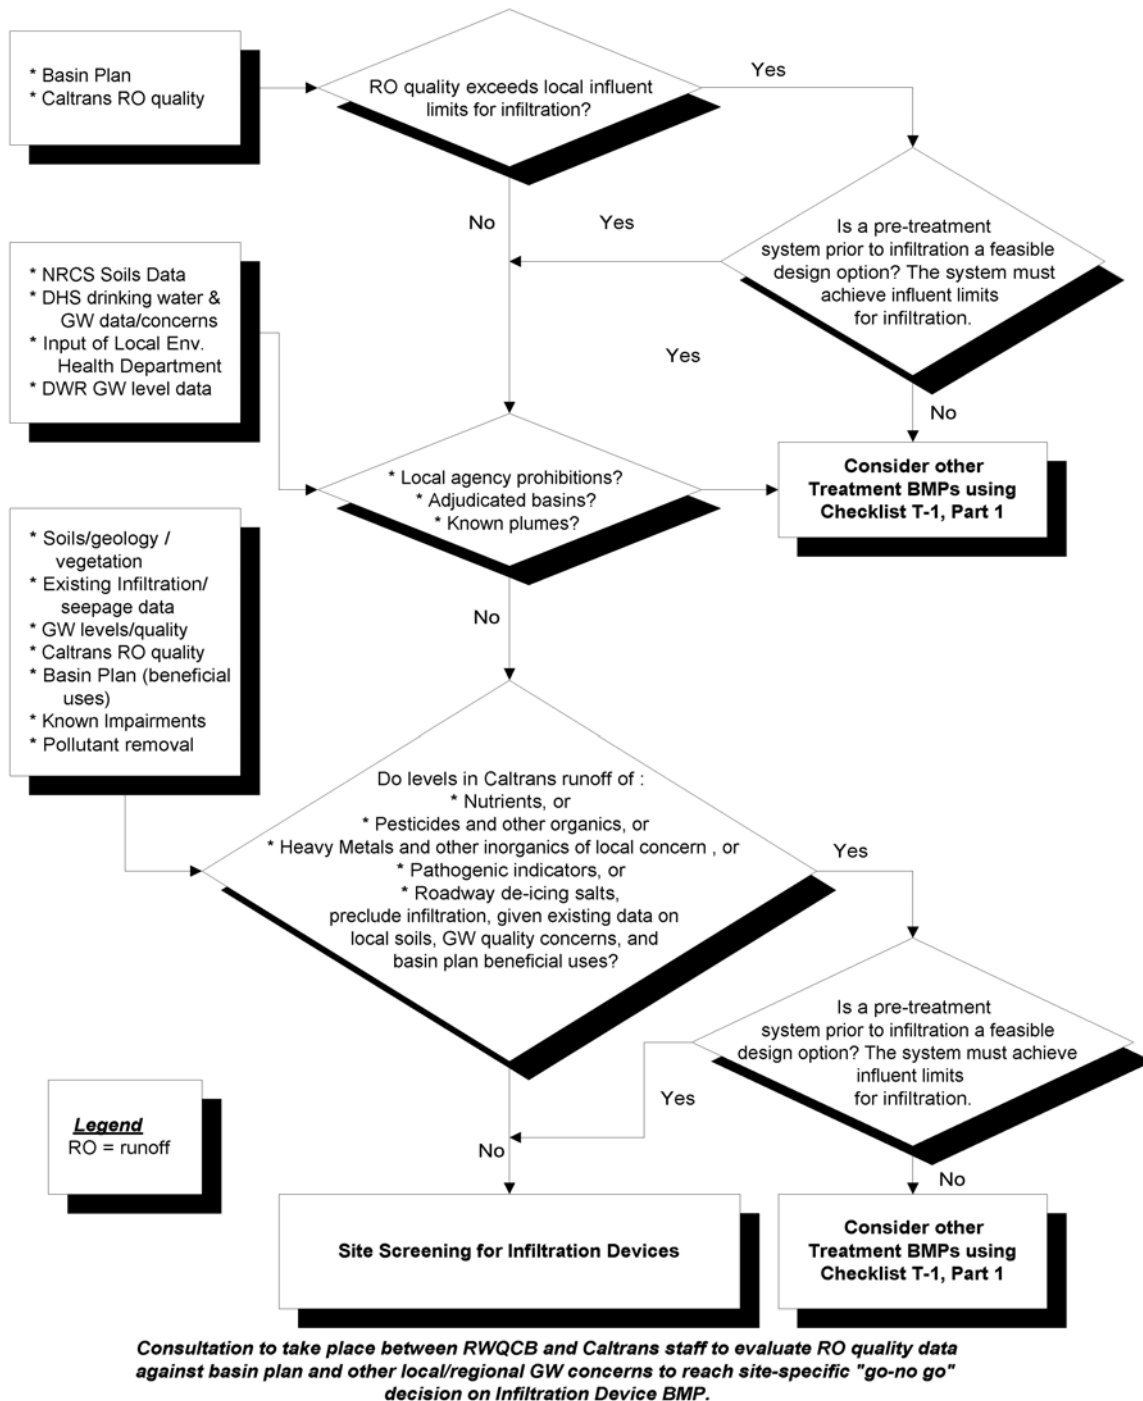 * Basin Plan
* Caltrans RO quality
RO quality exceeds local influent
limits for infiltration?
Yes
No
Yes
Is a pre-treatment
system prior to infiltration a feasible
design option? The system must
achieve influent limits
for infiltration.
* NRCS Soils Data
* DHS drinking water &
GW data/concerns
* Input of Local Env.
Health Department
* DWR GW level data
Yes
No
* Local agency prohibitions?
* Adjudicated basins?
* Known plumes?
Consider other
Treatment BMPs using
Checklist T-1, Part 1
* Soils/geology /
vegetation
* Existing Infiltration/
seepage data
* GW levels/quality
* Caltrans RO quality
* Basin Plan (beneficial
uses)
* Known Impairments
* Pollutant removal
No
Do levels in Caltrans runoff of :
* Nutrients, or
* Pesticides and other organics, or
* Heavy Metals and other inorganics of local concern , or
* Pathogenic indicators, or
* Roadway de-icing salts,
preclude infiltration, given existing data on
local soils, GW quality concerns, and
basin plan beneficial uses?
Yes
Is a pre-treatment
system prior to infiltration a feasible
design option? The system must achieve
influent limits
for infiltration.
Yes
No
No
Legend
RO = runoff
Site Screening for Infiltration Devices
Consider other
Treatment BMPs using
Checklist T-1, Part 1
Consultation to take place between RWQCB and Caltrans staff to evaluate RO quality data
against basin plan and other local/regional GW concerns to reach site-specific "go-no go"
decision on Infiltration Device BMP.